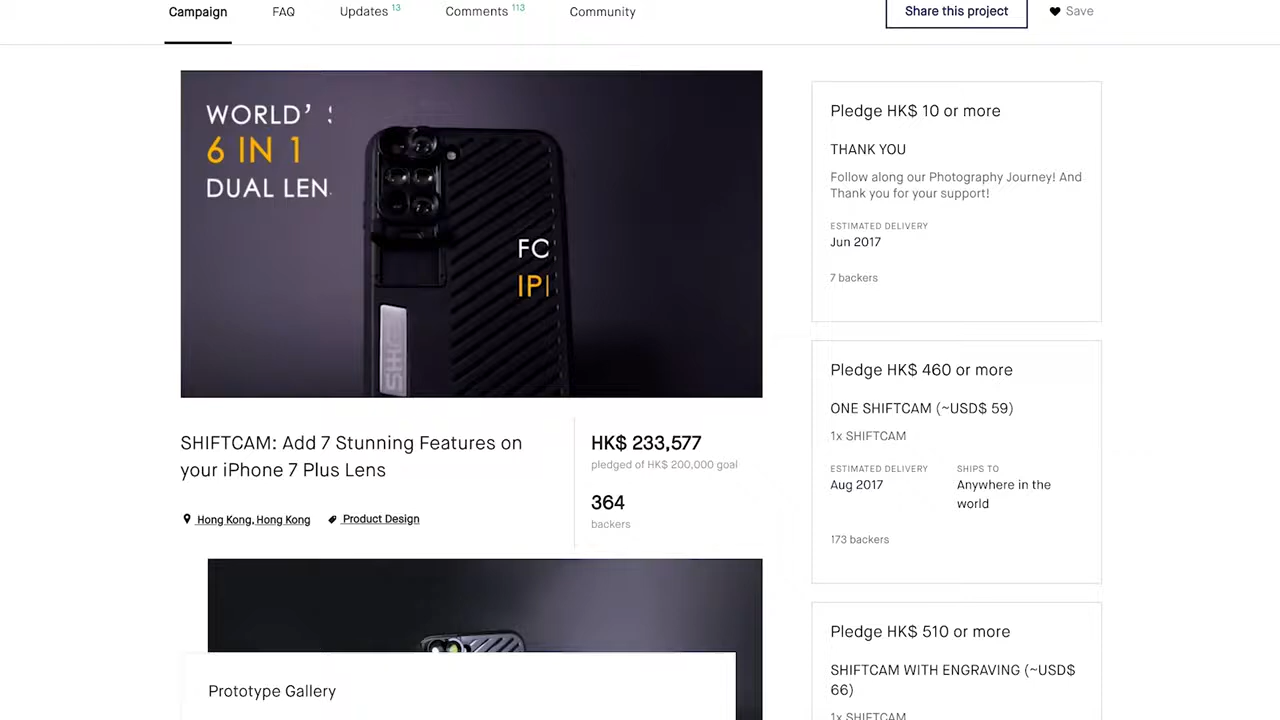 Campaign
FAQ
Updates 13
Comments 113
Community
Share this project
Save
WORLD'
6 IN 1
DUAL LEN
FO
IP
SHIFTCAM: Add 7 Stunning Features on
your iPhone 7 Plus Lens
Hong Kong, Hong Kong
Product Design
HK$ 233,577
pledged of HK$ 200,000 goal
364
backers
Prototype Gallery
Pledge HK$ 10 or more
THANK YOU
Follow along our Photography Journey! And
Thank you for your support!
ESTIMATED DELIVERY
Jun 2017
7 backers
Pledge HK$ 460 or more
ONE SHIFTCAM (~USD$ 59)
1x SHIFTCAM
ESTIMATED DELIVERY
Aug 2017
SHIPS TO
Anywhere in the
world
173 backers
Pledge HK$ 510 or more
SHIFTCAM WITH ENGRAVING (~USD$
66)
1x SHIFTCAM